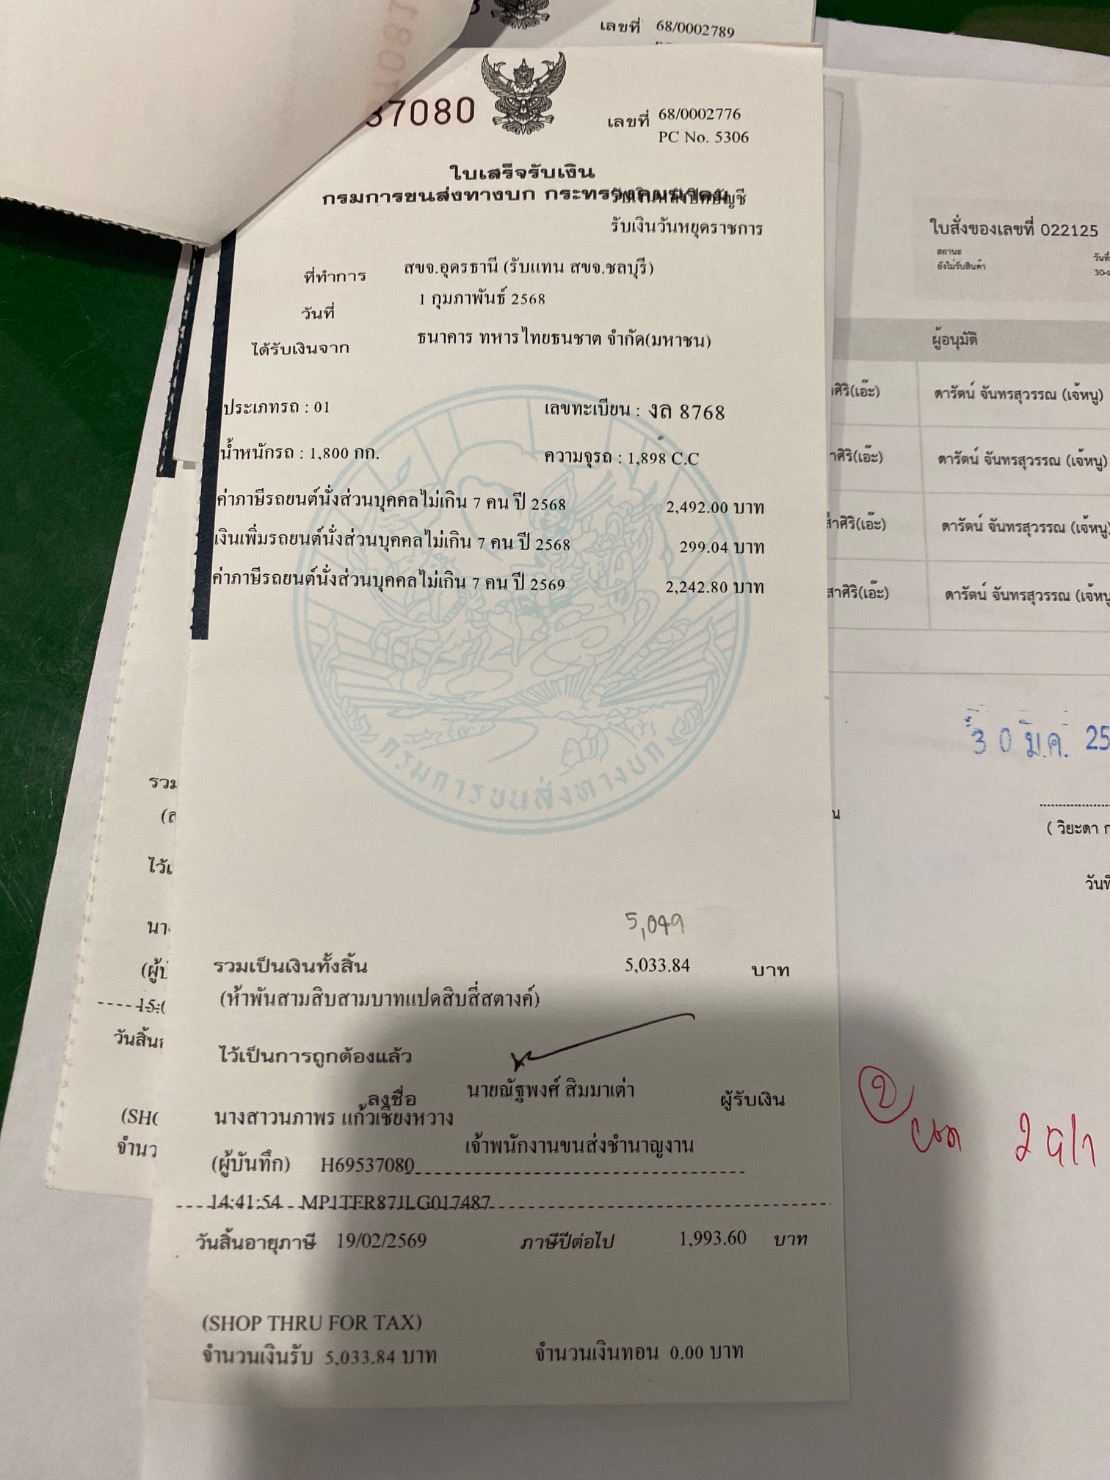 เลขที่ 68/0002789
37080
เลขที่ 68/0002776
PC No. 5306
ใบเสร็จรับเงิน
กรมการขนส่งทางบก กระทรวงคมนาคม
รับเงินวันหยุดราชการ
ที่ทำการ สขจ.อุดรธานี (รับแทน สขจ.ชลบุรี)
วันที่ 1 กุมภาพันธ์ 2568
ได้รับเงินจาก ธนาคาร ทหารไทยธนชาต จำกัด(มหาชน)
ประเภทรถ : 01 เลขทะเบียน : งล 8768
น้ำหนักรถ : 1,800 กก. ความจุรถ : 1,898 C.C
ค่าภาษีรถยนต์นั่งส่วนบุคคลไม่เกิน 7 คน ปี 2568 2,492.00 บาท
เงินเพิ่มรถยนต์นั่งส่วนบุคคลไม่เกิน 7 คน ปี 2568 299.04 บาท
ค่าภาษีรถยนต์นั่งส่วนบุคคลไม่เกิน 7 คน ปี 2569 2,242.80 บาท
กรมการขนส่งทางบก
5,049
รวมเป็นเงินทั้งสิ้น 5,033.84 บาท
(ห้าพันสามสิบสามบาทแปดสิบสี่สตางค์)
ไว้เป็นการถูกต้องแล้ว
ลงชื่อ นายณัฐพงศ์ สิมมาเต่า ผู้รับเงิน
นางสาวนภาพร แก้วเชียงหวาง
เจ้าพนักงานขนส่งชำนาญงาน
(ผู้บันทึก) H69537080
14:41:54 MP1TFR87JLG017487
วันสิ้นอายุภาษี 19/02/2569 ภาษีปีต่อไป 1,993.60 บาท
(SHOP THRU FOR TAX)
จำนวนเงินรับ 5,033.84 บาท จำนวนเงินทอน 0.00 บาท
ใบสั่งของเลขที่ 022125
สถานะ
ยังไม่รับสินค้า
ผู้อนุมัติ
ดารัตน์ จันทรสุวรรณ (เจ้หนู)
ดารัตน์ จันทรสุวรรณ (เจ้หนู)
ดารัตน์ จันทรสุวรรณ (เจ้หนู)
ดารัตน์ จันทรสุวรรณ (เจ้หนู
30 มี.ค. 25
( วิยะดา ก
วันที่